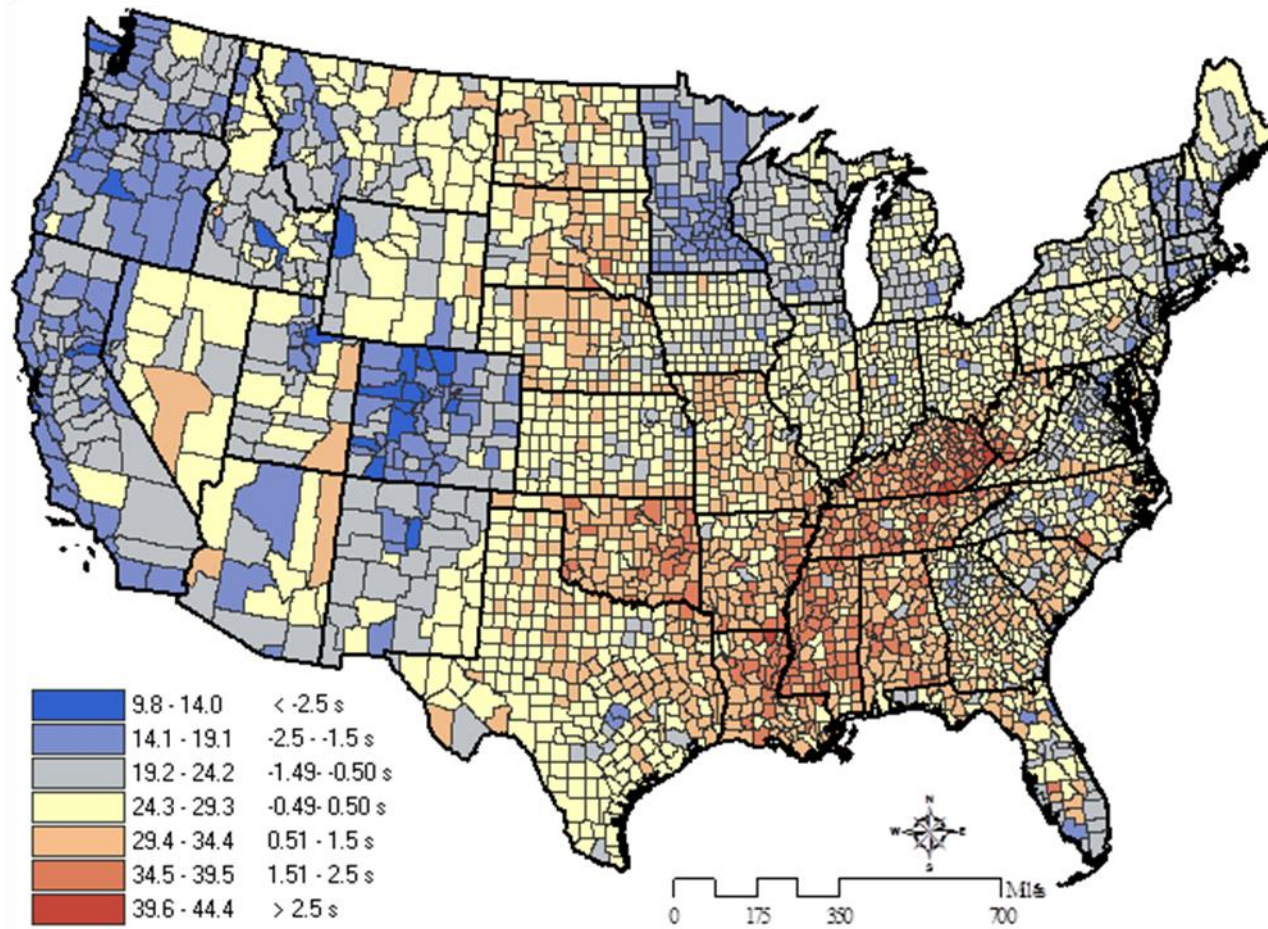 9.8 - 14.0 < -2.5 s
14.1 - 19.1 -2.5 - -1.5 s
19.2 - 24.2 -1.49- -0.50 s
24.3 - 29.3 -0.49- 0.50 s
29.4 - 34.4 0.51 - 1.5 s
34.5 - 39.5 1.51 - 2.5 s
39.6 - 44.4 > 2.5 s
N
W E
S
Miles
0 175 350 700